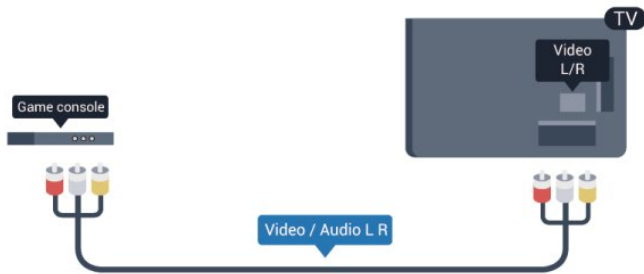 TV
Video
L/R
Game console
Video / Audio L R